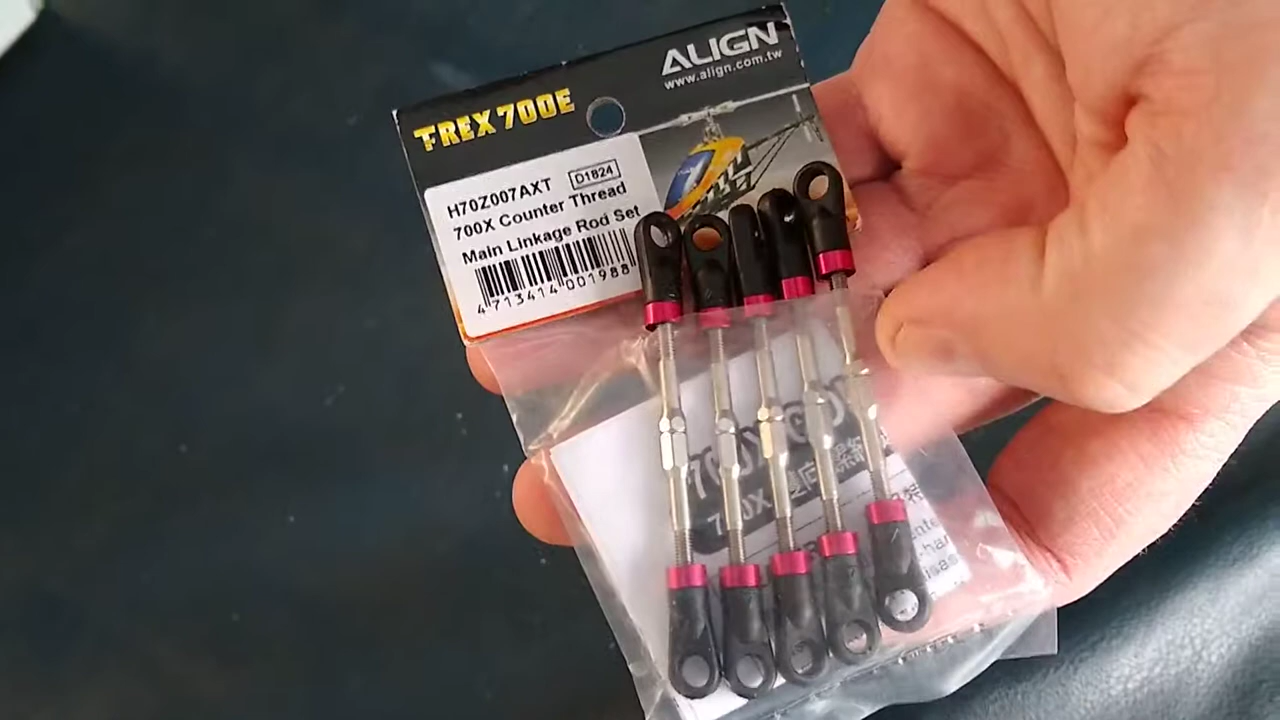 ALIGN
www.align.com.tw
T-REX 700E
H70Z007AXT
D1824
700X Counter Thread
Main Linkage Rod Set
4 713414 001988
700X